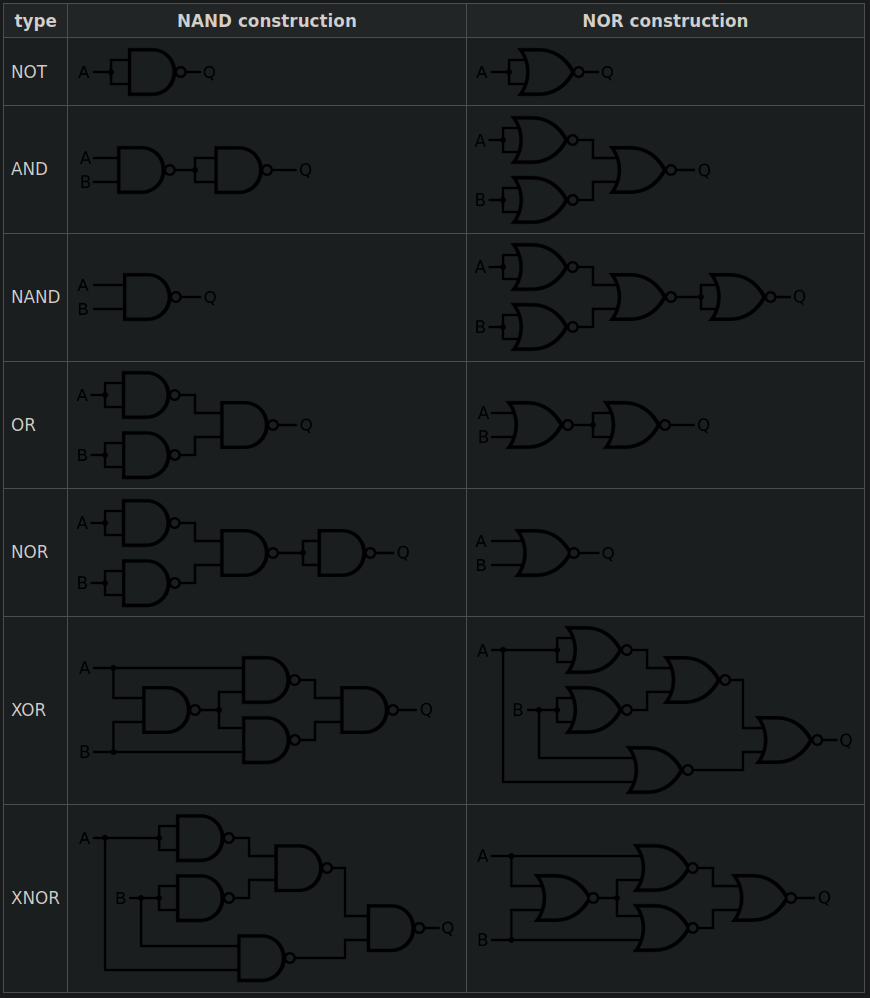 type NAND construction NOR construction
NOT A Q A Q
AND A B Q A B Q
NAND A B Q A B Q
OR A B Q A B Q
NOR A B Q A B Q
XOR A B Q A B Q
XNOR A B Q A B Q